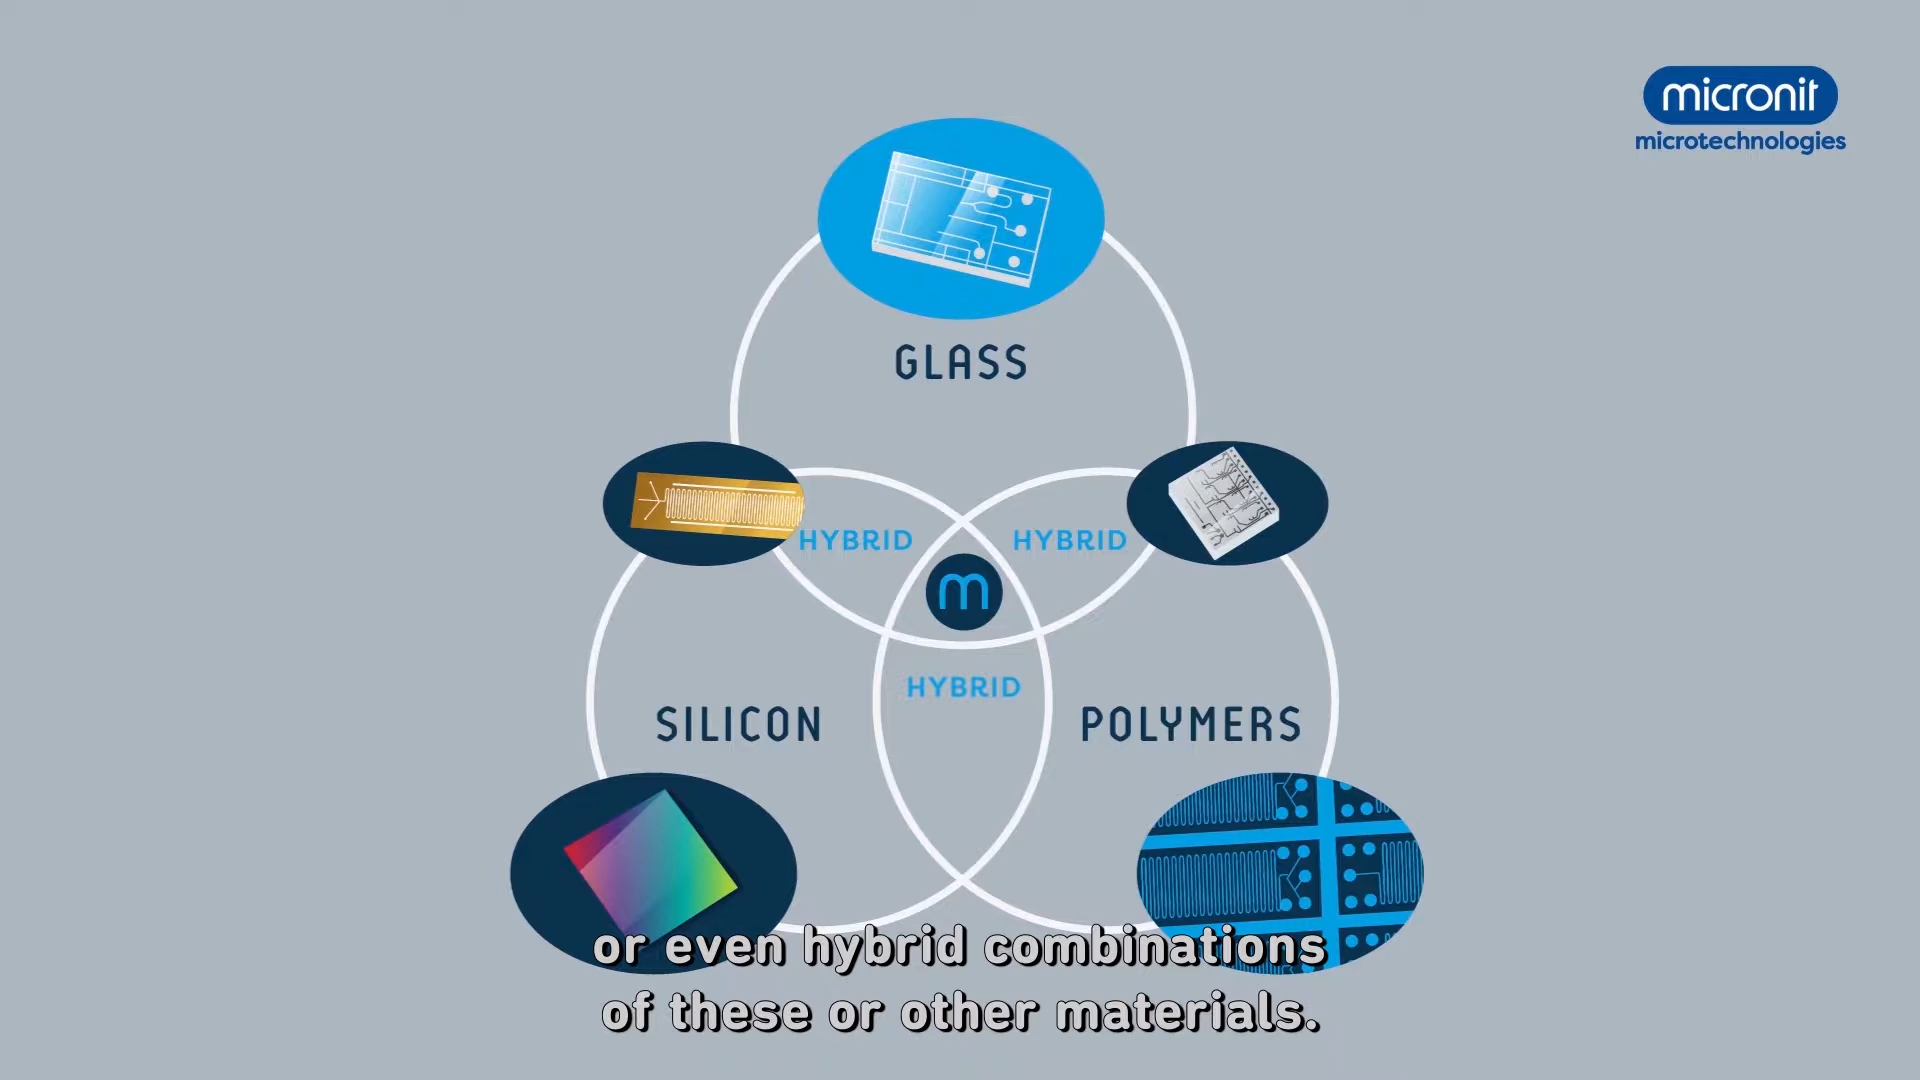 micronit
microtechnologies
GLASS
HYBRID
HYBRID
m
HYBRID
SILICON
POLYMERS
or even hybrid combinations
of these or other materials.